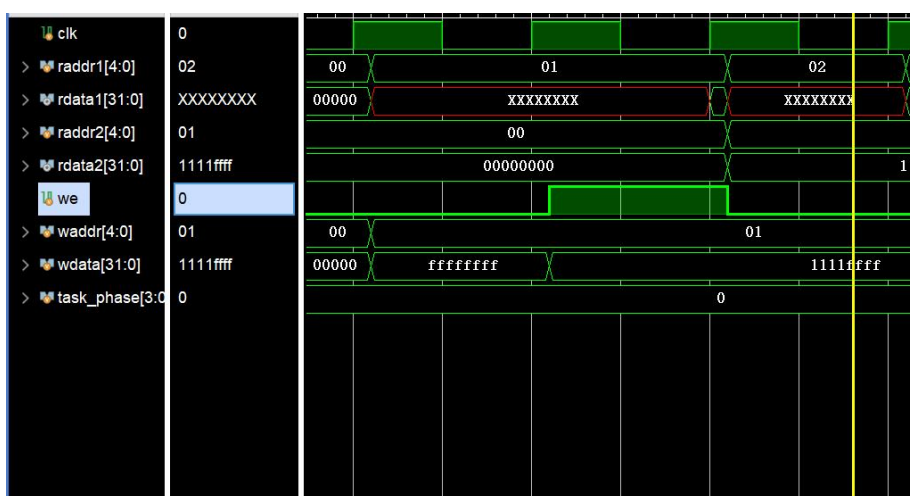 clk 0
raddr1[4:0] 02 00 01 02
rdata1[31:0] XXXXXXXX 00000 XXXXXXXX XXXXXXXX
raddr2[4:0] 01 00
rdata2[31:0] 1111ffff 00000000 1
we 0
waddr[4:0] 01 00 01
wdata[31:0] 1111ffff 00000 ffffffff 1111ffff
task_phase[3:0 0 0